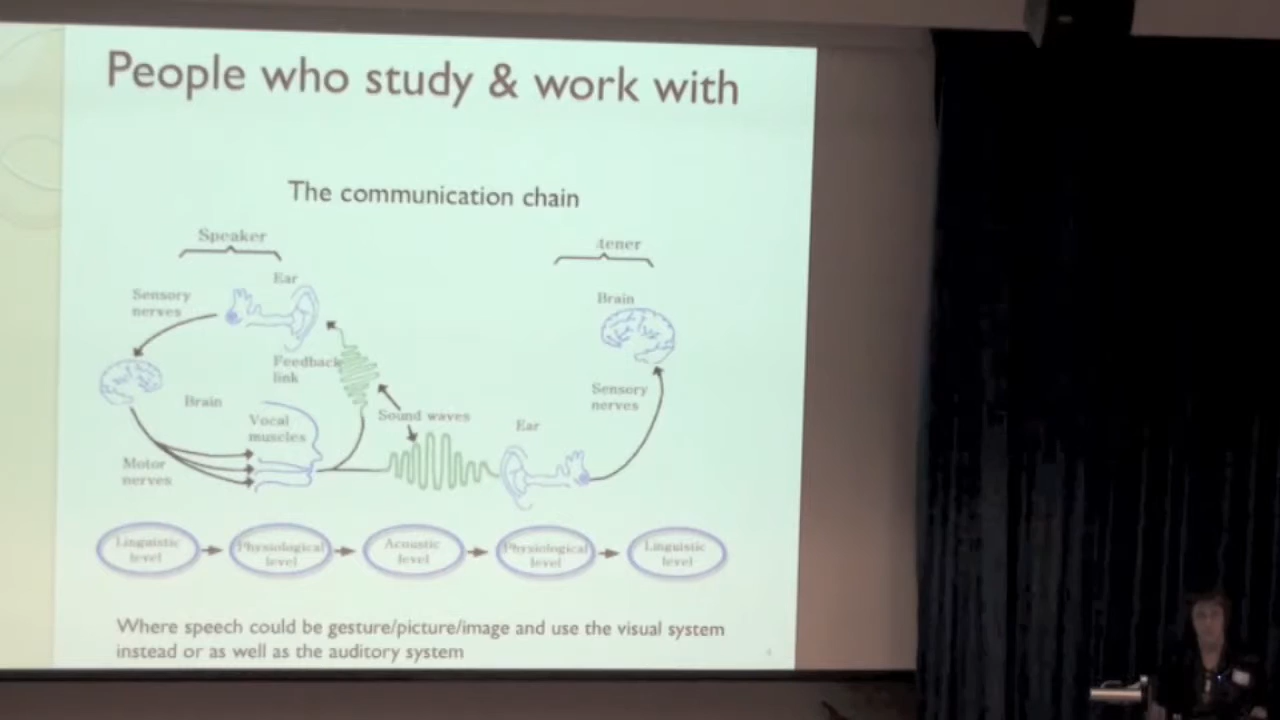 People who study & work with
The communication chain
Speaker
tener
Ear
Brain
Sensory
nerves
Feedback
link
Sensory
nerves
Brain
Sound waves
Vocal
muscles
Ear
Motor
nerves
Linguistic
level
Physiological
level
Acoustic
level
Physiological
level
Linguistic
level
Where speech could be gesture/picture/image and use the visual system
instead or as well as the auditory system